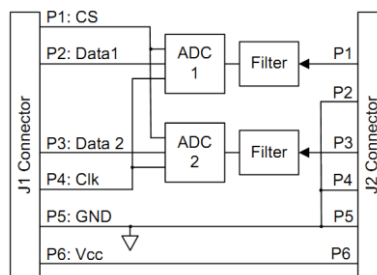 J1 Connector
P1: CS
P2: Data1
P3: Data 2
P4: Clk
P5: GND
P6: Vcc
ADC
1
Filter
ADC
2
Filter
P1
P2
P3
P4
P5
P6
J2 Connector